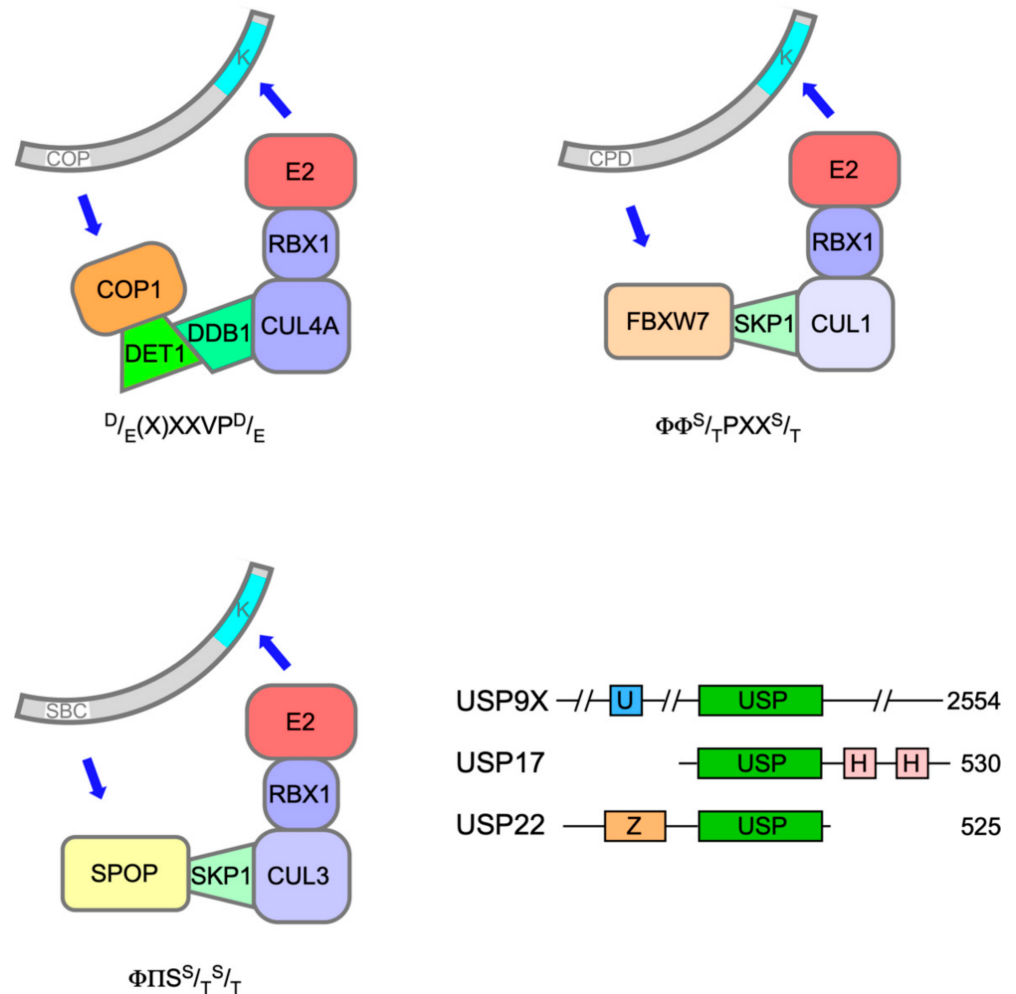 K
COP
E2
RBX1
COP1
DET1
DDB1
CUL4A
D/E(X)XXVPD/E
K
CPD
E2
RBX1
FBXW7
SKP1
CUL1
ΦΦS/TPXXS/T
K
SBC
E2
RBX1
SPOP
SKP1
CUL3
ΦΠSS/TS/T
USP9X // U // USP // 2554
USP17 USP H H 530
USP22 Z USP 525